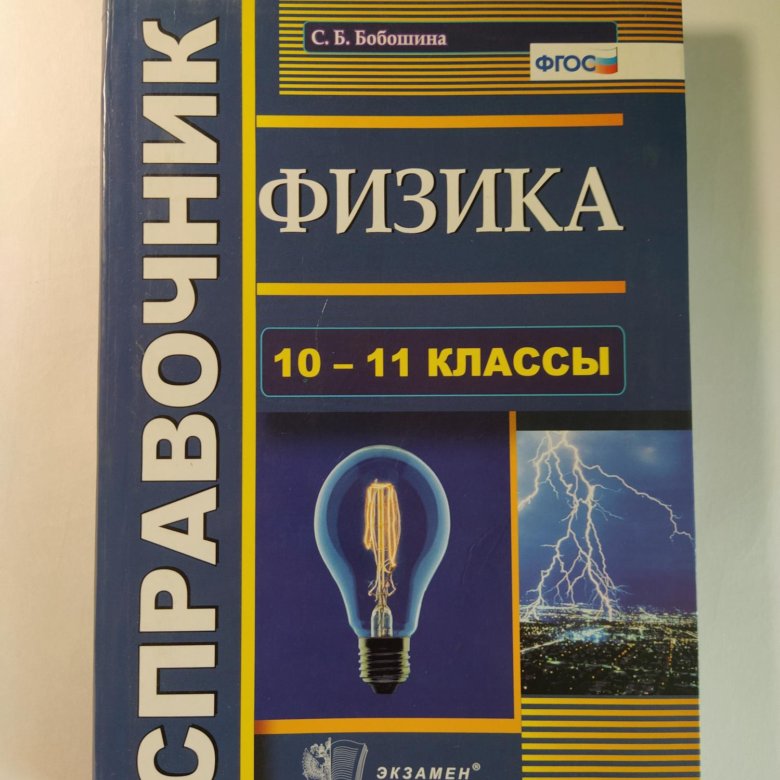 С. Б. Бобошина
ФГОС
СПРАВОЧНИК
ФИЗИКА
10 – 11 КЛАССЫ
ЭКЗАМЕН®